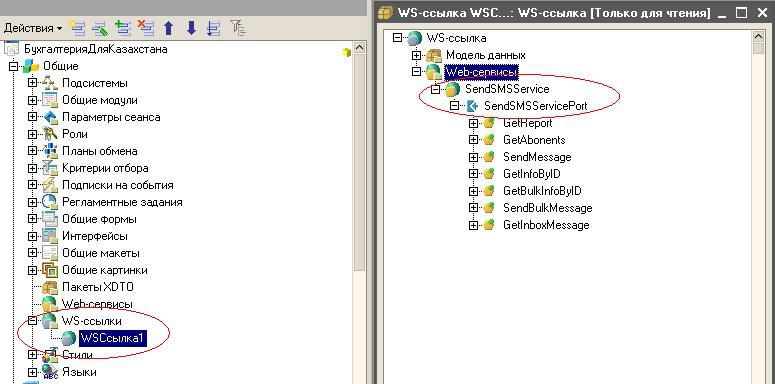 Действия
БухгалтерияДляКазахстана
Общие
Подсистемы
Общие модули
Параметры сеанса
Роли
Планы обмена
Критерии отбора
Подписки на события
Регламентные задания
Общие формы
Интерфейсы
Общие макеты
Общие картинки
Пакеты XDTO
Web-сервисы
WS-ссылки
WSСсылка1
Стили
Языки
WS-ссылка WSC...: WS-ссылка [Только для чтения]
WS-ссылка
Модель данных
Web-сервисы
SendSMSService
SendSMSServicePort
GetReport
GetAbonents
SendMessage
GetInfoByID
GetBulkInfoByID
SendBulkMessage
GetInboxMessage